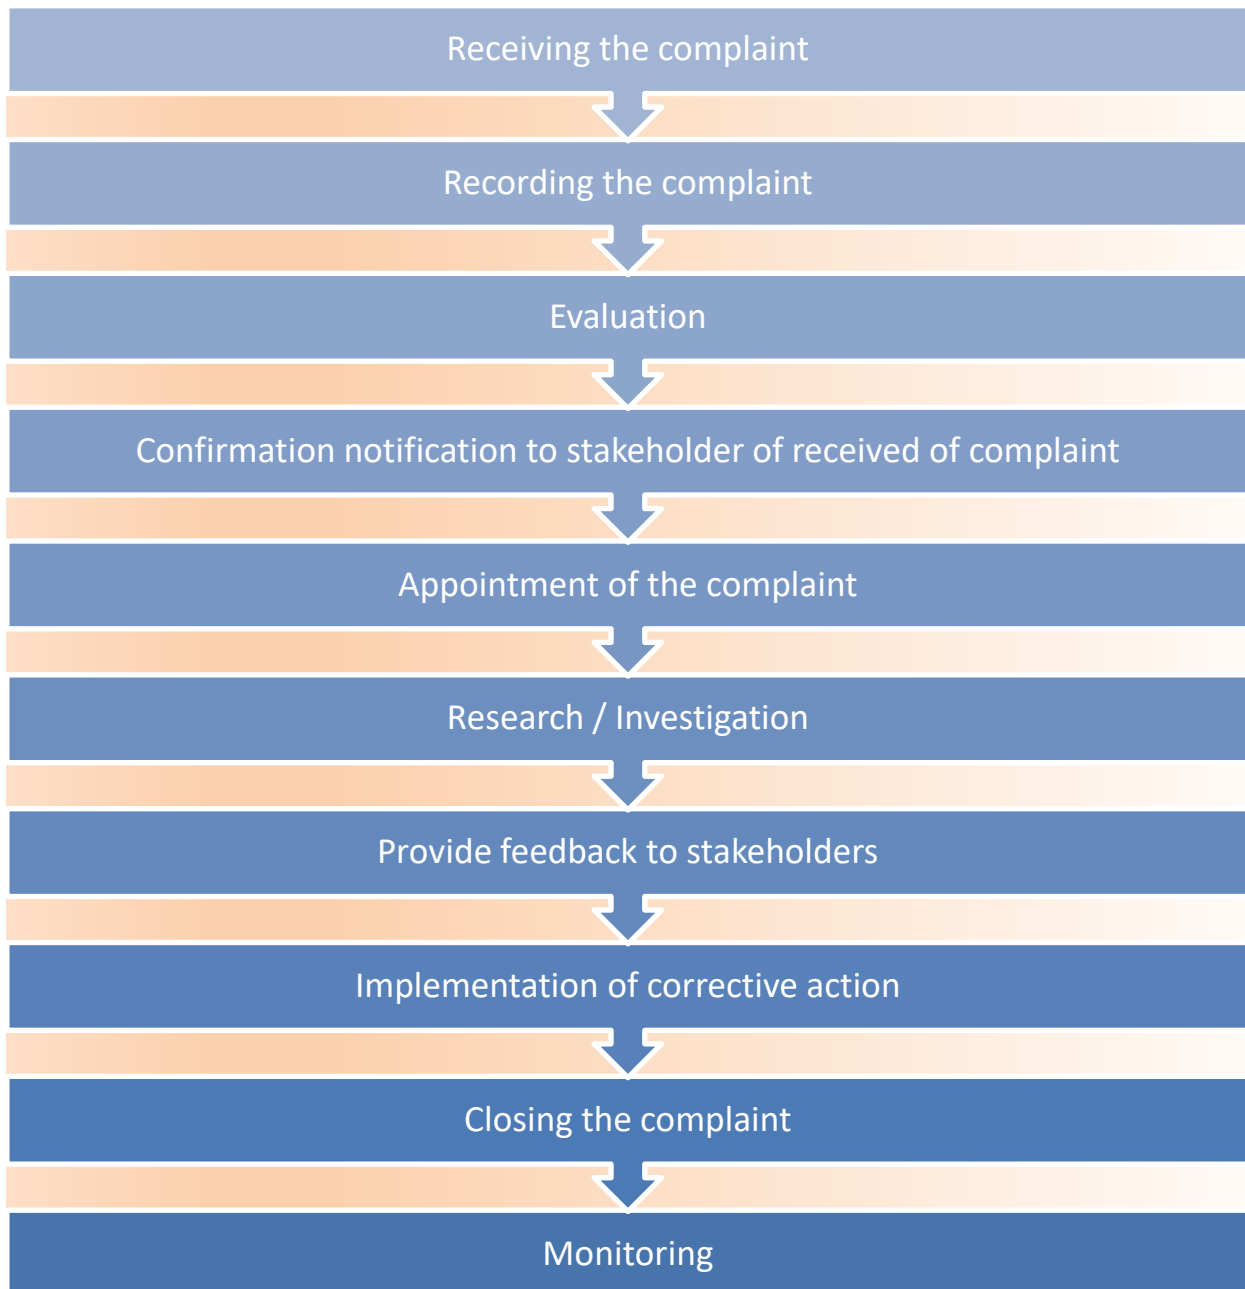 Receiving the complaint
Recording the complaint
Evaluation
Confirmation notification to stakeholder of received of complaint
Appointment of the complaint
Research / Investigation
Provide feedback to stakeholders
Implementation of corrective action
Closing the complaint
Monitoring